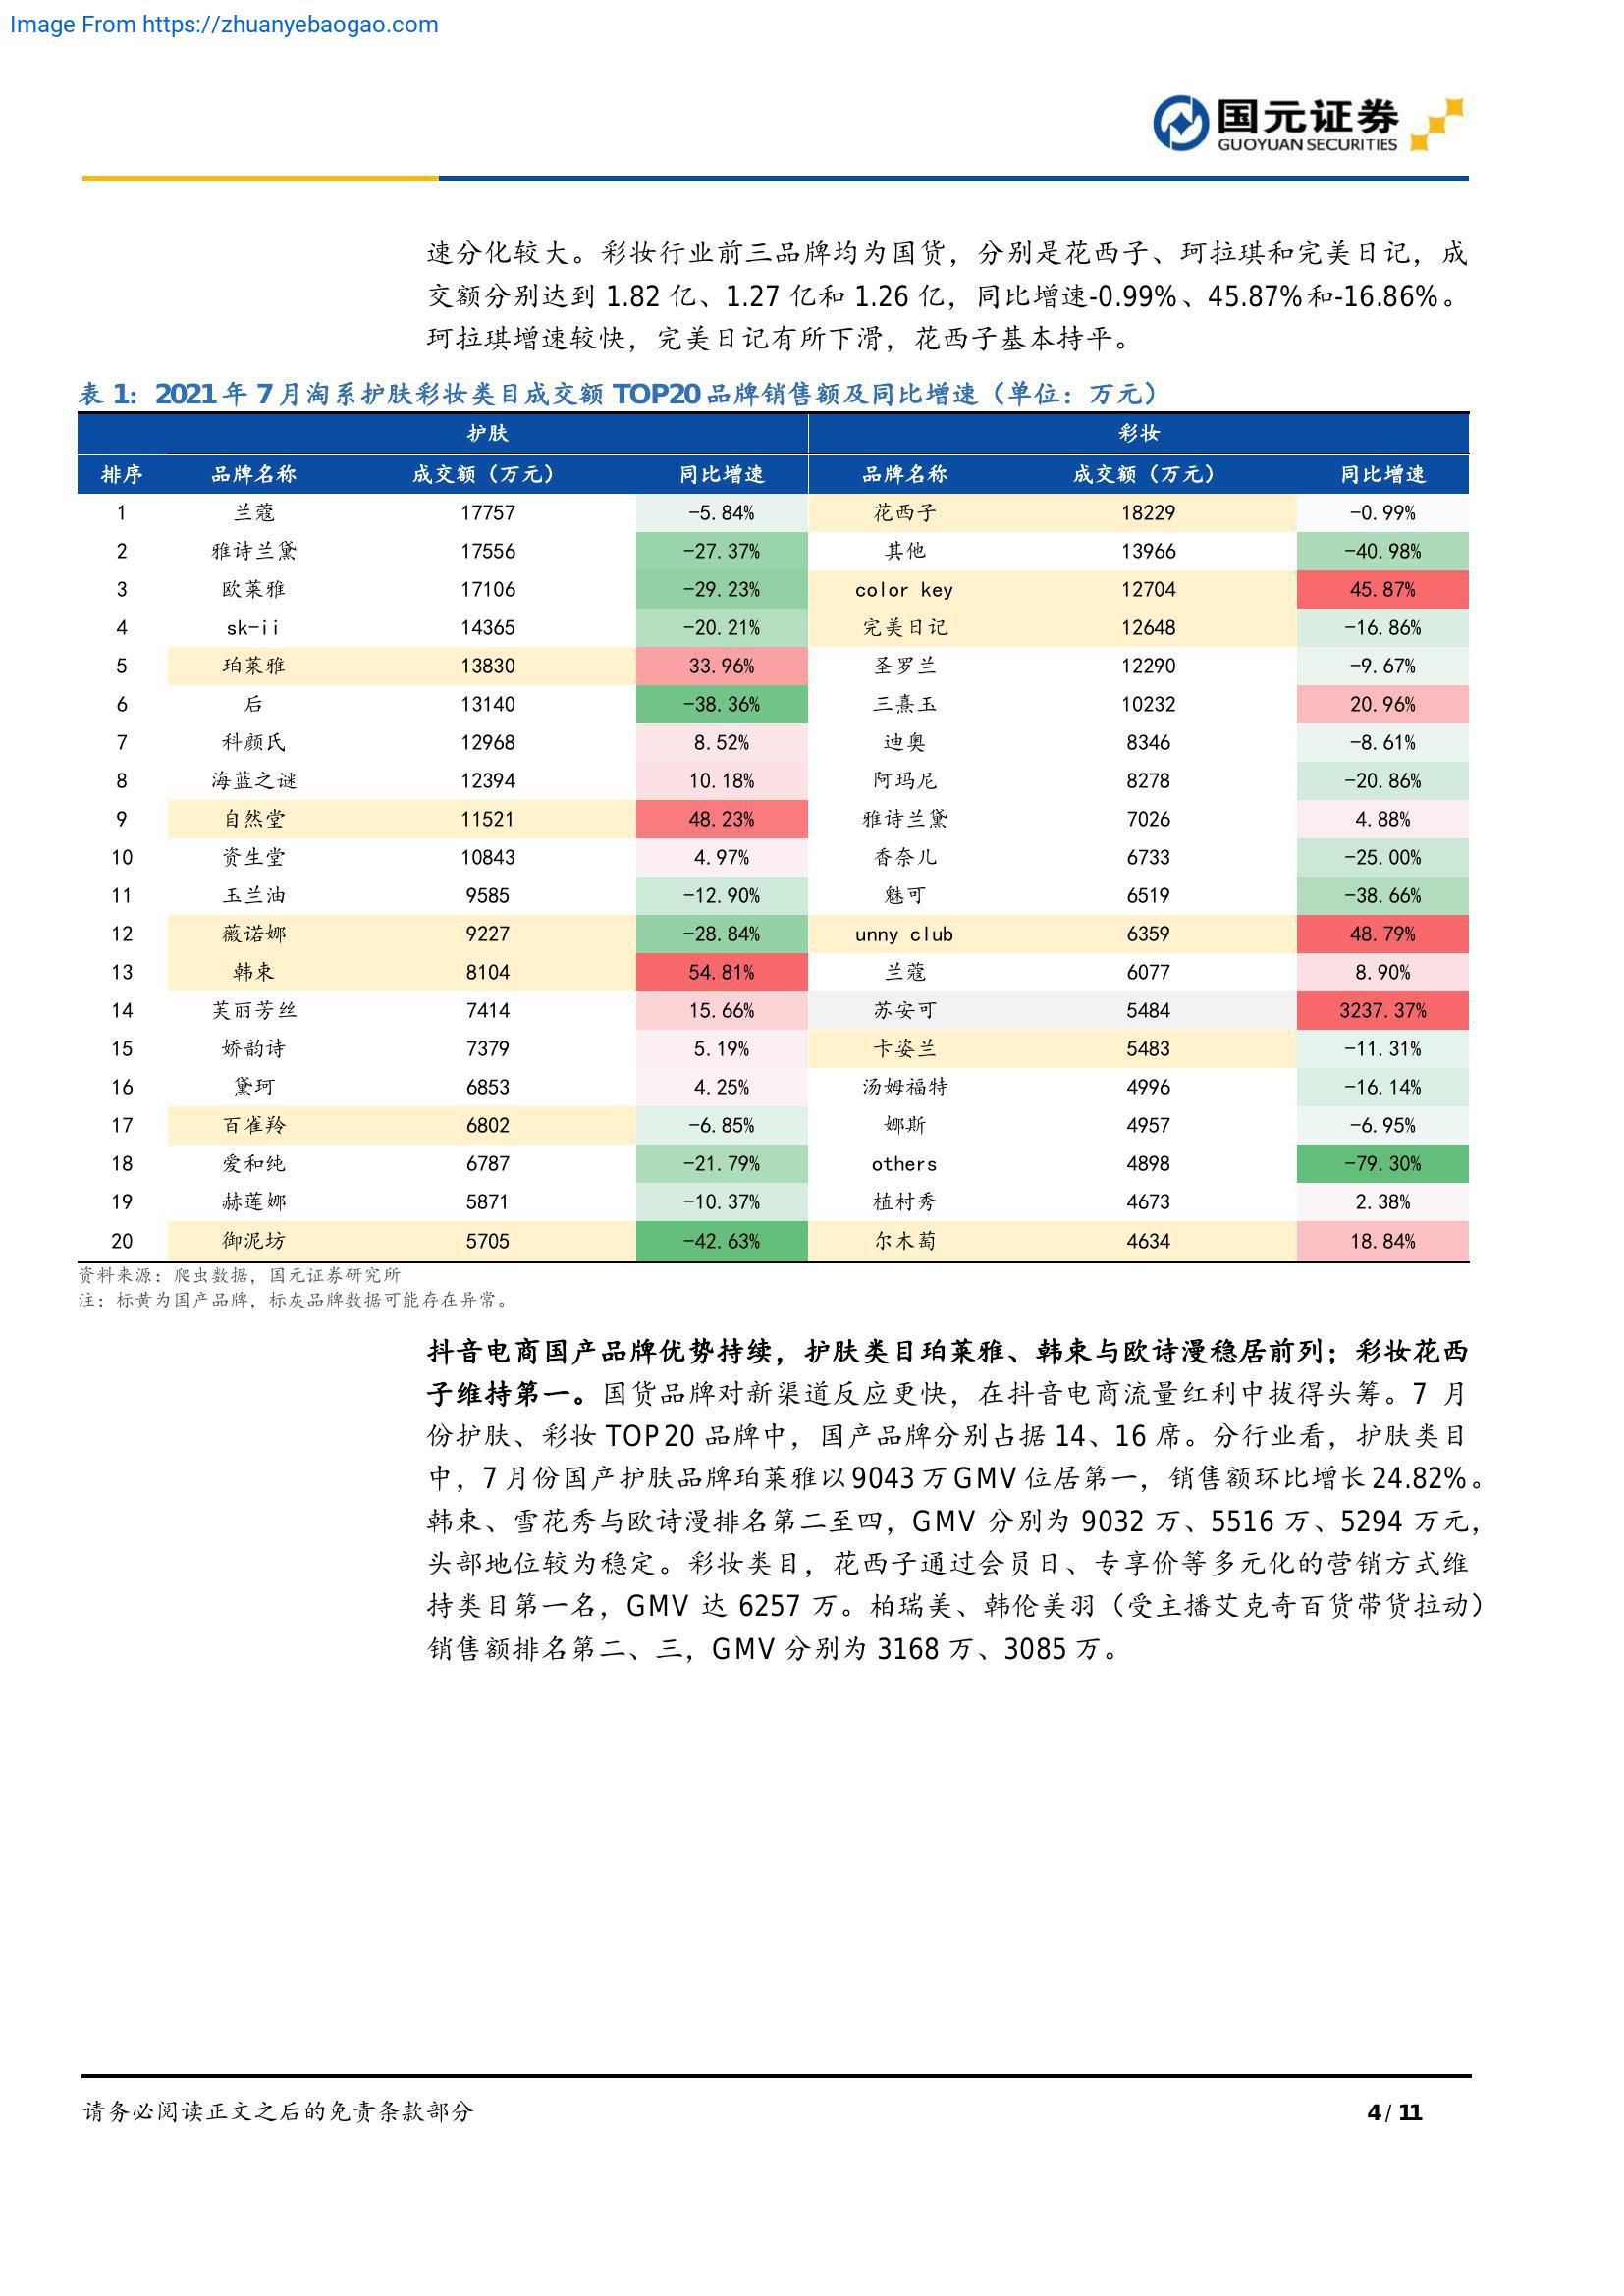 Image From https://zhuanyebaogao.com
国元证券
GUOYUAN SECURITIES
速分化较大。彩妆行业前三品牌均为国货，分别是花西子、珂拉琪和完美日记，成
交额分别达到 1.82 亿、1.27 亿和 1.26 亿，同比增速-0.99%、45.87%和-16.86%。
珂拉琪增速较快，完美日记有所下滑，花西子基本持平。
表 1：2021 年 7 月淘系护肤彩妆类目成交额 TOP20 品牌销售额及同比增速（单位：万元）
护肤 彩妆
排序 品牌名称 成交额（万元） 同比增速 品牌名称 成交额（万元） 同比增速
1 兰蔻 17757 -5.84% 花西子 18229 -0.99%
2 雅诗兰黛 17556 -27.37% 其他 13966 -40.98%
3 欧莱雅 17106 -29.23% color key 12704 45.87%
4 sk-ii 14365 -20.21% 完美日记 12648 -16.86%
5 珀莱雅 13830 33.96% 圣罗兰 12290 -9.67%
6 后 13140 -38.36% 三熹玉 10232 20.96%
7 科颜氏 12968 8.52% 迪奥 8346 -8.61%
8 海蓝之谜 12394 10.18% 阿玛尼 8278 -20.86%
9 自然堂 11521 48.23% 雅诗兰黛 7026 4.88%
10 资生堂 10843 4.97% 香奈儿 6733 -25.00%
11 玉兰油 9585 -12.90% 魅可 6519 -38.66%
12 薇诺娜 9227 -28.84% unny club 6359 48.79%
13 韩束 8104 54.81% 兰蔻 6077 8.90%
14 芙丽芳丝 7414 15.66% 苏安可 5484 3237.37%
15 娇韵诗 7379 5.19% 卡姿兰 5483 -11.31%
16 黛珂 6853 4.25% 汤姆福特 4996 -16.14%
17 百雀羚 6802 -6.85% 娜斯 4957 -6.95%
18 爱和纯 6787 -21.79% others 4898 -79.30%
19 赫莲娜 5871 -10.37% 植村秀 4673 2.38%
20 御泥坊 5705 -42.63% 尔木萄 4634 18.84%
资料来源：爬虫数据，国元证券研究所
注：标黄为国产品牌，标灰品牌数据可能存在异常。
抖音电商国产品牌优势持续，护肤类目珀莱雅、韩束与欧诗漫稳居前列；彩妆花西
子维持第一。国货品牌对新渠道反应更快，在抖音电商流量红利中拔得头筹。7 月
份护肤、彩妆 TOP20 品牌中，国产品牌分别占据 14、16 席。分行业看，护肤类目
中，7 月份国产护肤品牌珀莱雅以 9043 万 GMV 位居第一，销售额环比增长 24.82%。
韩束、雪花秀与欧诗漫排名第二至四，GMV 分别为 9032 万、5516 万、5294 万元，
头部地位较为稳定。彩妆类目，花西子通过会员日、专享价等多元化的营销方式维
持类目第一名，GMV 达 6257 万。柏瑞美、韩伦美羽（受主播艾克奇百货带货拉动）
销售额排名第二、三，GMV 分别为 3168 万、3085 万。
请务必阅读正文之后的免责条款部分
4 / 11